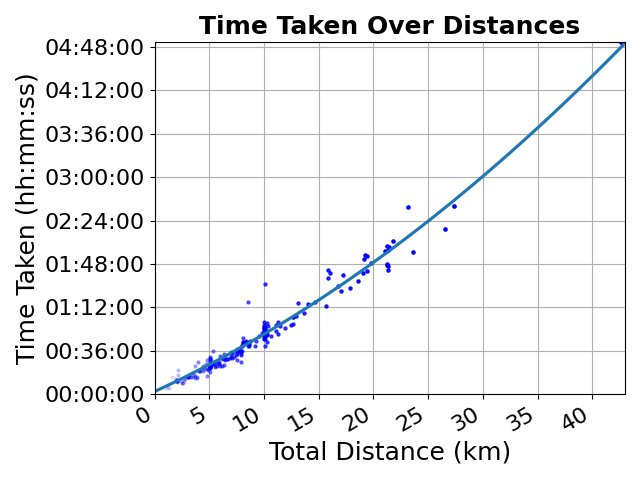 Time Taken Over Distances
04:48:00
04:12:00
03:36:00
03:00:00
02:24:00
01:48:00
01:12:00
00:36:00
00:00:00
Time Taken (hh:mm:ss)
0 5 10 15 20 25 30 35 40
Total Distance (km)